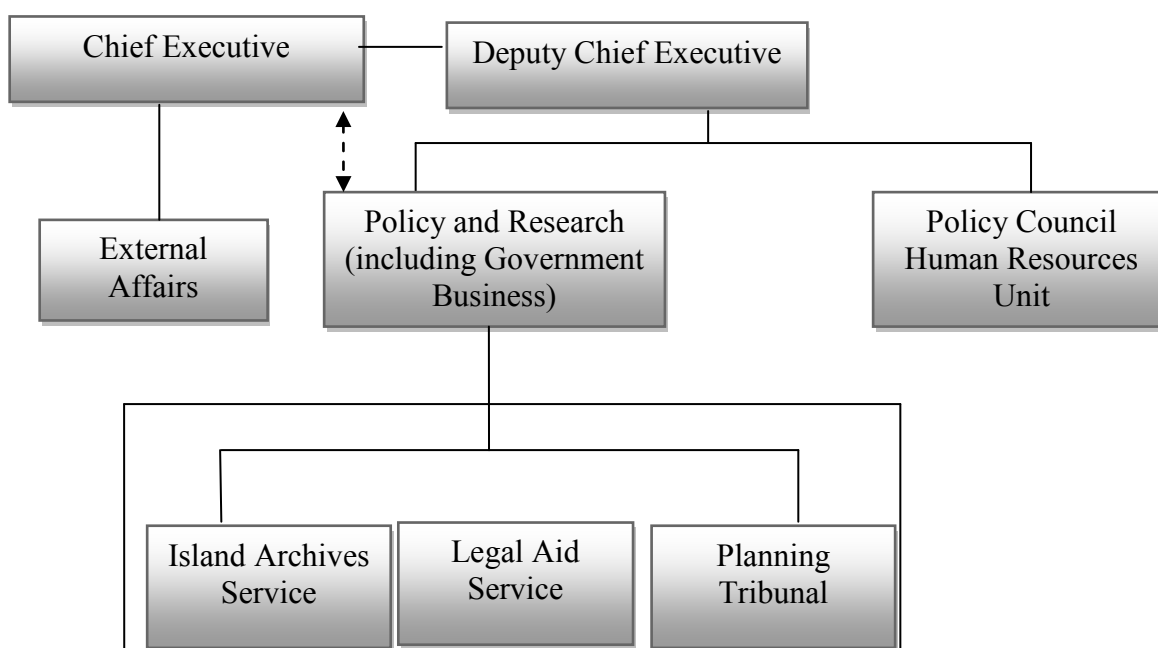 Chief Executive
Deputy Chief Executive
External
Affairs
Policy and Research
(including Government
Business)
Policy Council
Human Resources
Unit
Island Archives
Service
Legal Aid
Service
Planning
Tribunal